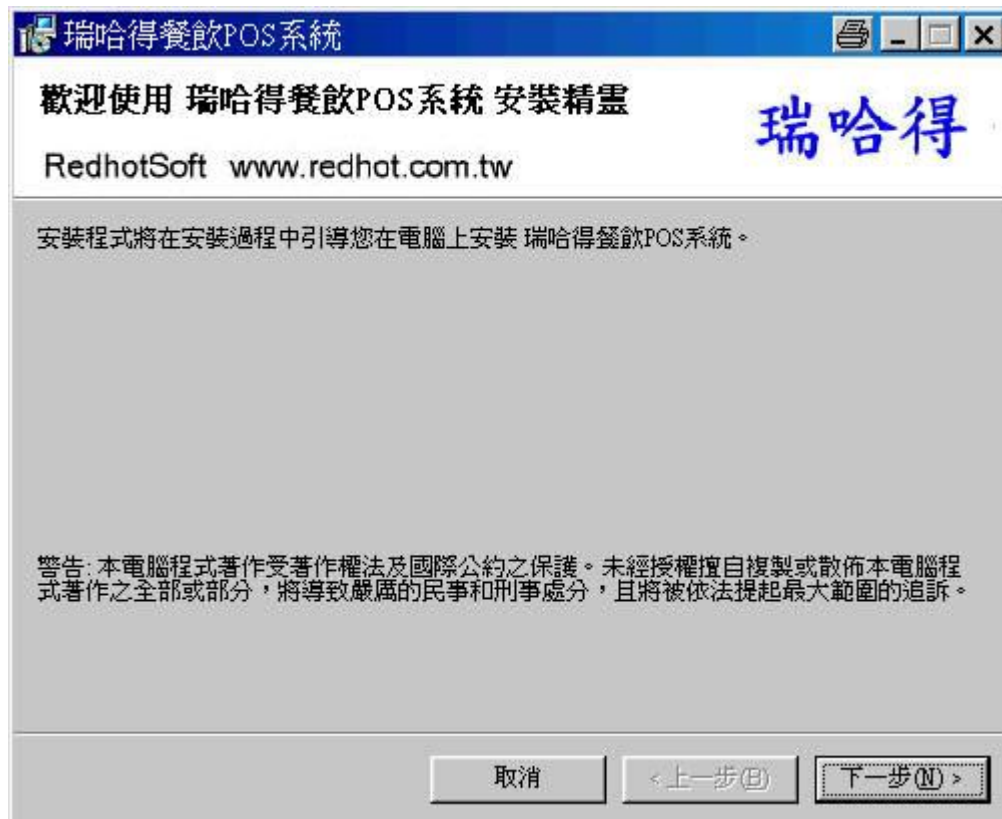 瑞哈得餐飲POS系統
歡迎使用 瑞哈得餐飲POS系統 安裝精靈
瑞哈得
RedhotSoft www.redhot.com.tw
安裝程式將在安裝過程中引導您在電腦上安裝 瑞哈得餐飲POS系統。
警告: 本電腦程式著作受著作權法及國際公約之保護。未經授權擅自複製或散佈本電腦程
式著作之全部或部分，將導致嚴厲的民事和刑事處分，且將被依法提起最大範圍的追訴。
取消
<上一步(B)
下一步(N) >